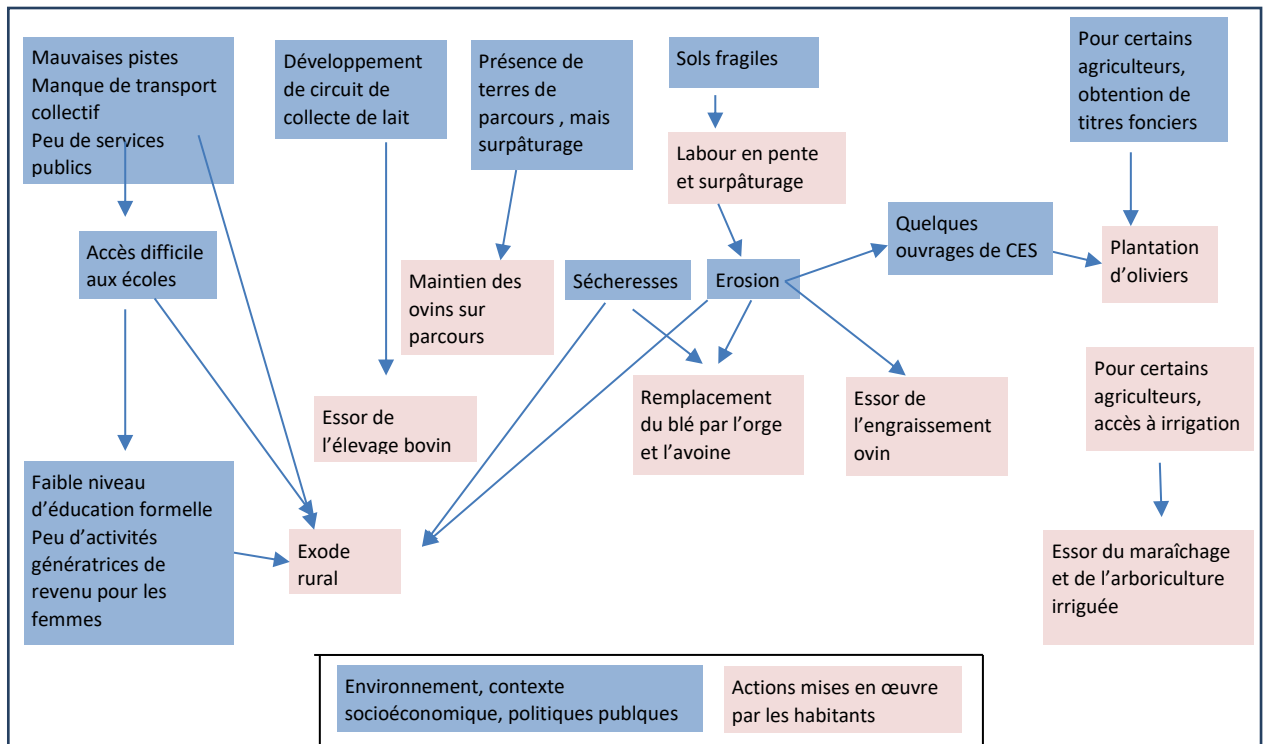 Mauvaises pistes
Manque de transport
collectif
Peu de services
publics
Développement
de circuit de
collecte de lait
Présence de
terres de
parcours , mais
surpâturage
Sols fragiles
Pour certains
agriculteurs,
obtention de
titres fonciers
Labour en pente
et surpâturage
Accès difficile
aux écoles
Maintien des
ovins sur
parcours
Sécheresses
Erosion
Quelques
ouvrages de CES
Plantation
d’oliviers
Essor de
l’élevage bovin
Remplacement
du blé par l’orge
et l’avoine
Essor de
l’engraissement
ovin
Pour certains
agriculteurs,
accès à irrigation
Faible niveau
d’éducation formelle
Peu d’activités
génératrices de
revenu pour les
femmes
Exode
rural
Essor du maraîchage
et de l’arboriculture
irriguée
Environnement, contexte
socioéconomique, politiques publques
Actions mises en œuvre
par les habitants